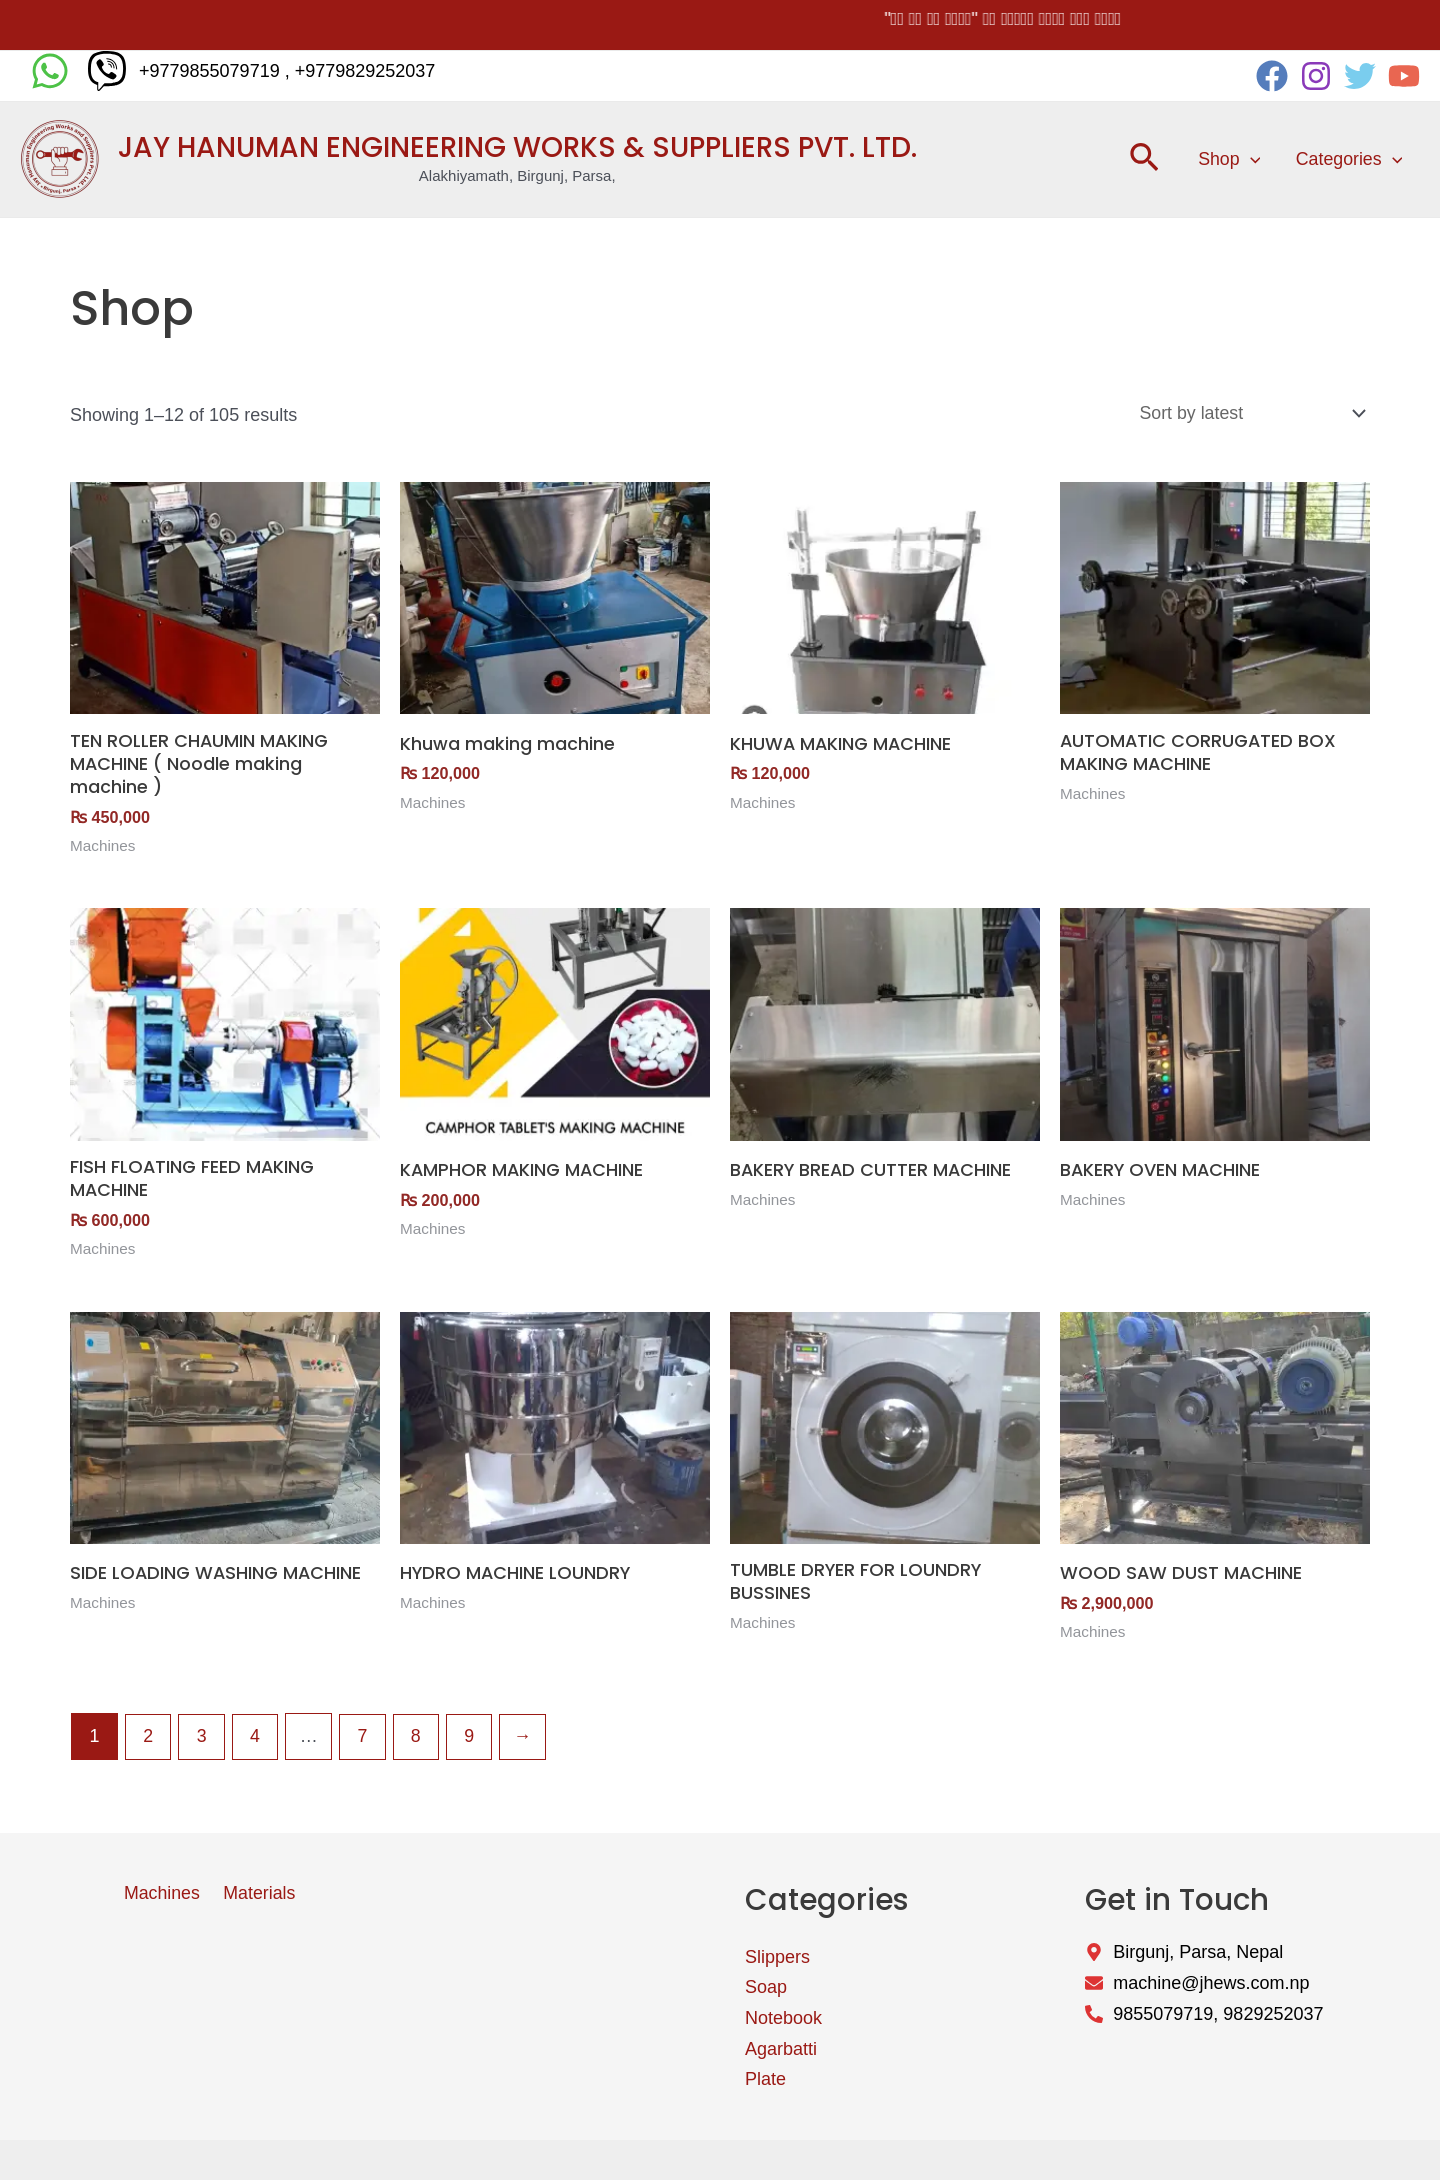 +9779855079719 , +9779829252037
JAY HANUMAN ENGINEERING WORKS & SUPPLIERS PVT. LTD.
Alakhiyamath, Birgunj, Parsa,
Shop
Categories
Shop
Showing 1–12 of 105 results
Sort by latest
TEN ROLLER CHAUMIN MAKING
MACHINE ( Noodle making
machine )
₨ 450,000
Machines
Khuwa making machine
₨ 120,000
Machines
KHUWA MAKING MACHINE
₨ 120,000
Machines
AUTOMATIC CORRUGATED BOX
MAKING MACHINE
Machines
CAMPHOR TABLET'S MAKING MACHINE
FISH FLOATING FEED MAKING
MACHINE
₨ 600,000
Machines
KAMPHOR MAKING MACHINE
₨ 200,000
Machines
BAKERY BREAD CUTTER MACHINE
Machines
BAKERY OVEN MACHINE
Machines
SIDE LOADING WASHING MACHINE
Machines
HYDRO MACHINE LOUNDRY
Machines
TUMBLE DRYER FOR LOUNDRY
BUSSINES
Machines
WOOD SAW DUST MACHINE
₨ 2,900,000
Machines
1 2 3 4 … 7 8 9 →
Machines Materials
Categories
Slippers
Soap
Notebook
Agarbatti
Plate
Get in Touch
Birgunj, Parsa, Nepal
machine@jhews.com.np
9855079719, 9829252037